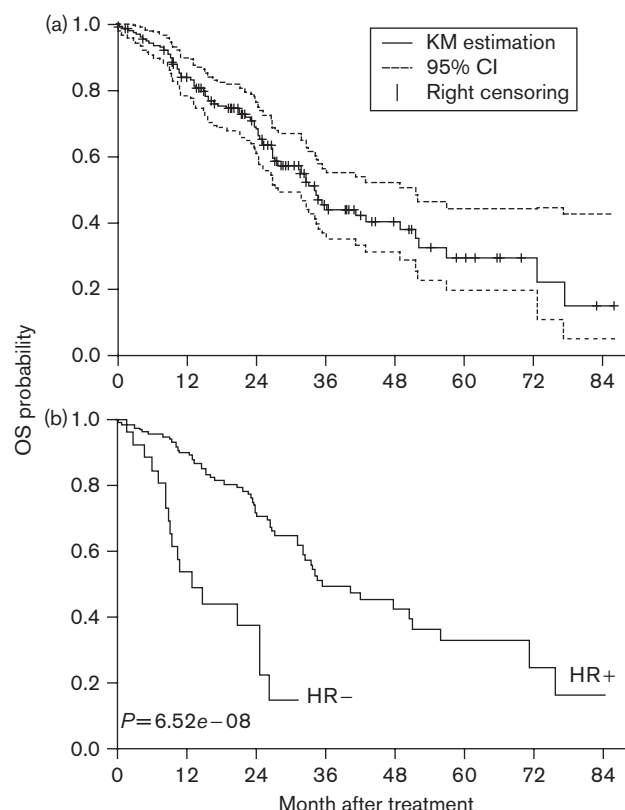 (a)
1.0
0.8
0.6
0.4
0.2
0.0
KM estimation
95% CI
Right censoring
0 12 24 36 48 60 72 84
OS probability
(b)
1.0
0.8
0.6
0.4
0.2
0.0
HR+
HR−
P=6.52e−08
0 12 24 36 48 60 72 84
Month after treatment